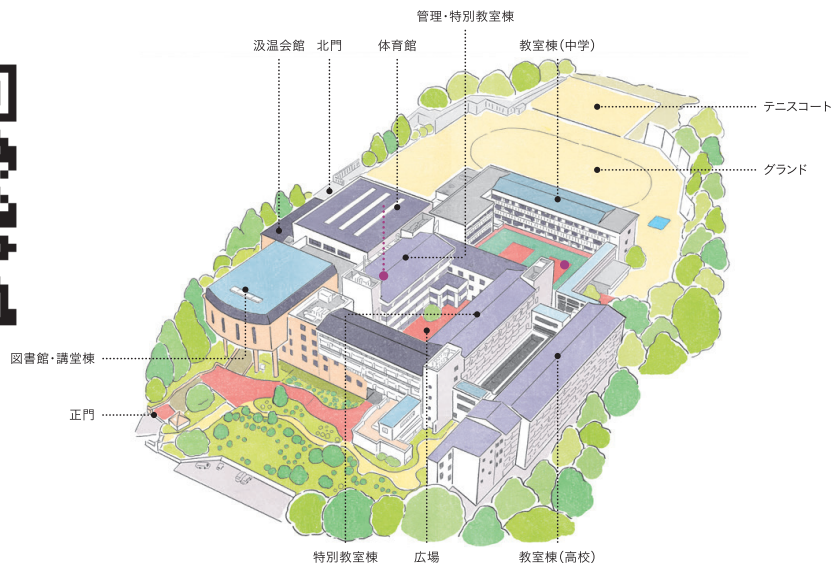 管理・特別教室棟
汲温会館
北門
体育館
教室棟(中学)
テニスコート
グランド
図書館・講堂棟
正門
特別教室棟
広場
教室棟(高校)